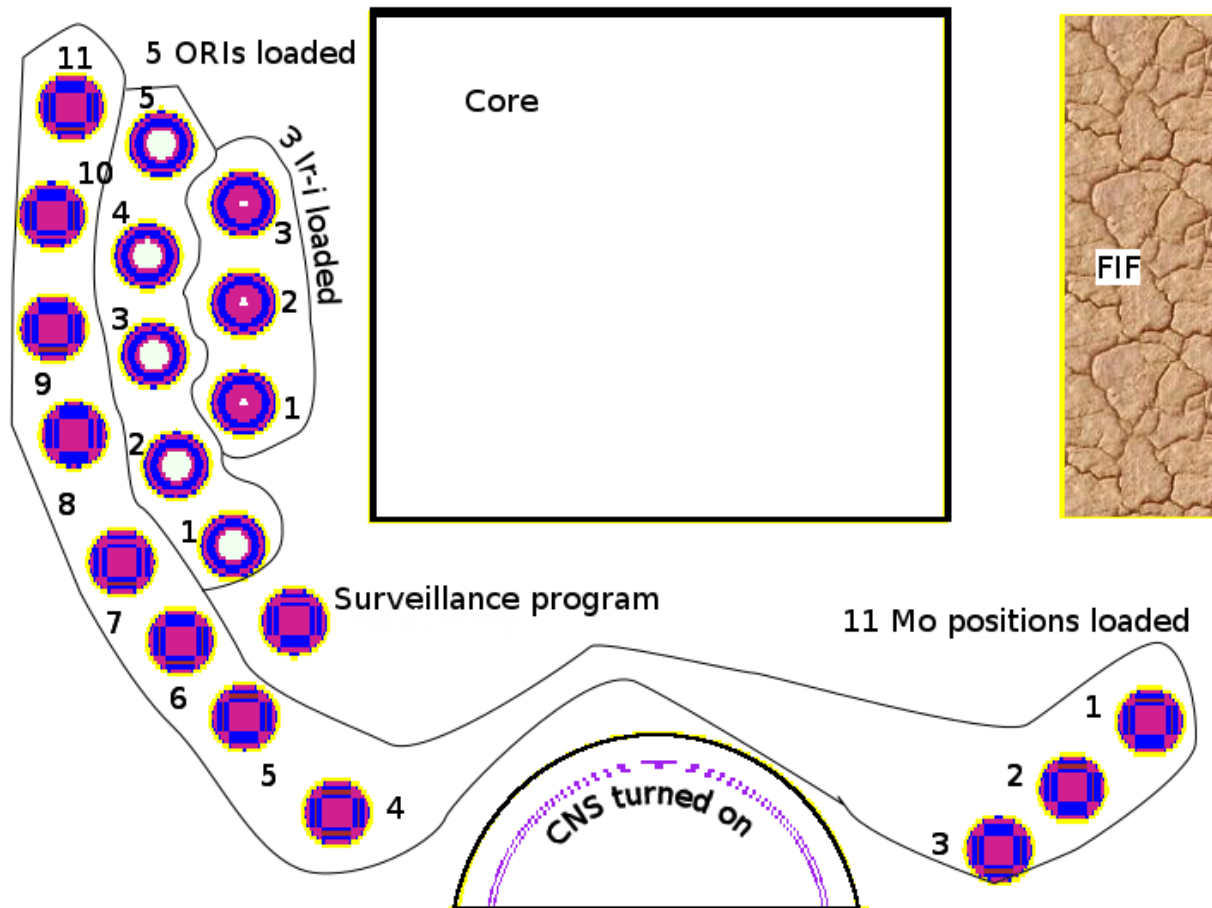 11
5 ORIs loaded
5
Core
3 Ir-i loaded
10
4
3
FIF
2
3
9
1
2
8
1
Surveillance program
7
11 Mo positions loaded
6
1
5
2
4
CNS turned on
3